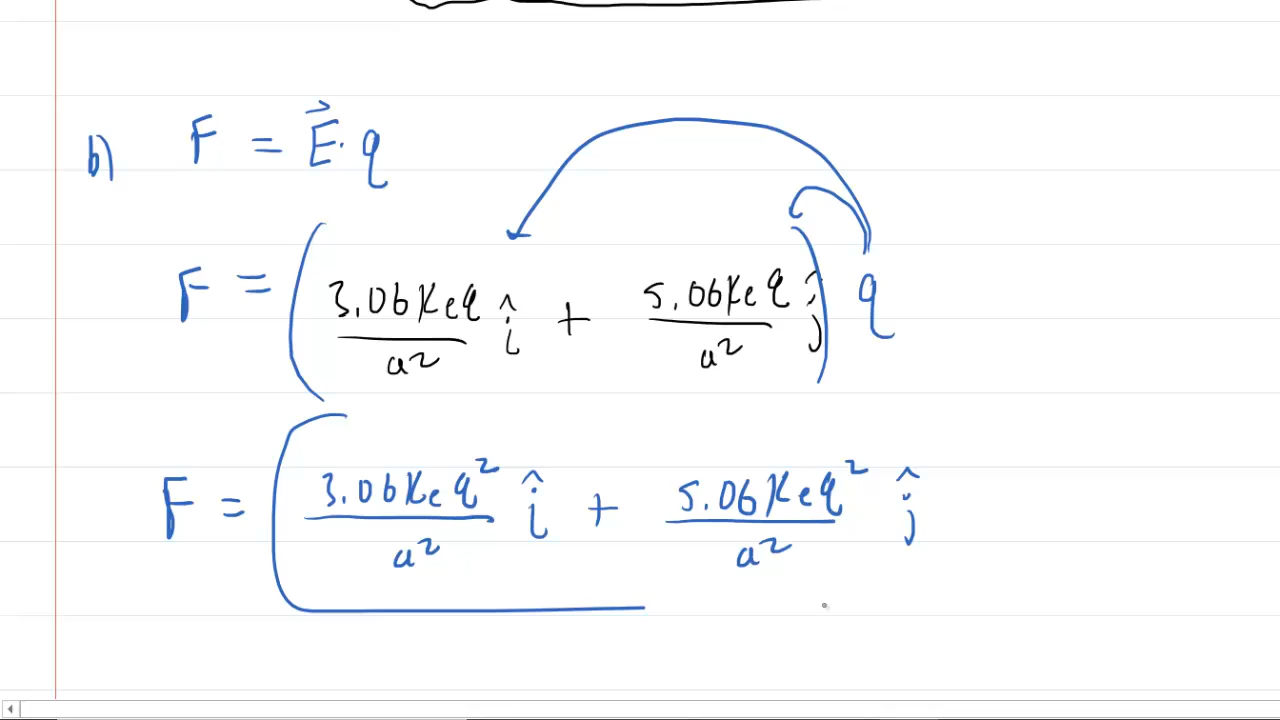 b) F = E⃗ · q
F = ( 3.06Keq/a² î + 5.06Keq/a² ĵ ) q
F = 3.06Keq²/a² î + 5.06Keq²/a² ĵ